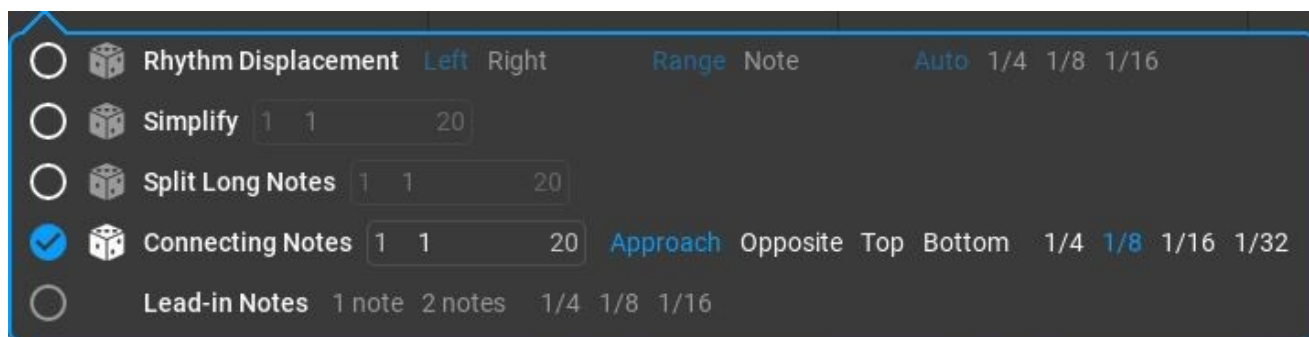 Rhythm Displacement Left Right Range Note Auto 1/4 1/8 1/16
Simplify 1 1 20
Split Long Notes 1 1 20
Connecting Notes 1 1 20 Approach Opposite Top Bottom 1/4 1/8 1/16 1/32
Lead-in Notes 1 note 2 notes 1/4 1/8 1/16